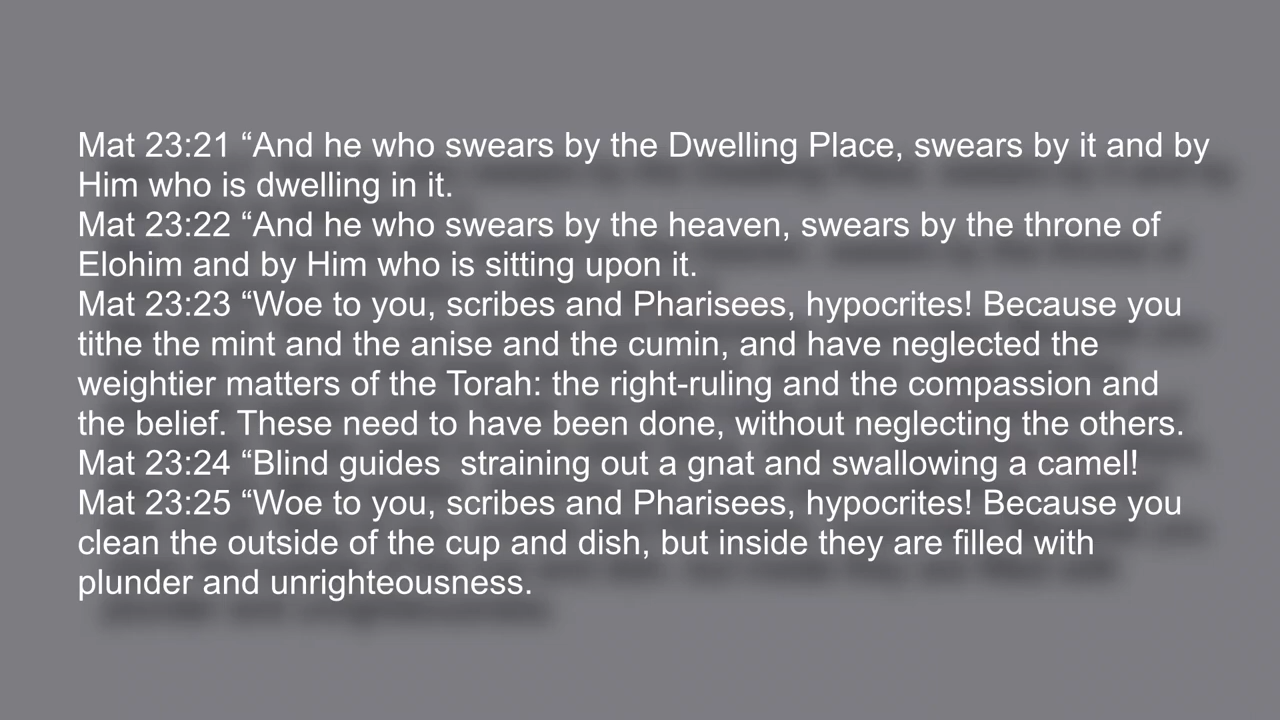 Mat 23:21 “And he who swears by the Dwelling Place, swears by it and by
Him who is dwelling in it.
Mat 23:22 “And he who swears by the heaven, swears by the throne of
Elohim and by Him who is sitting upon it.
Mat 23:23 “Woe to you, scribes and Pharisees, hypocrites! Because you
tithe the mint and the anise and the cumin, and have neglected the
weightier matters of the Torah: the right-ruling and the compassion and
the belief. These need to have been done, without neglecting the others.
Mat 23:24 “Blind guides  straining out a gnat and swallowing a camel!
Mat 23:25 “Woe to you, scribes and Pharisees, hypocrites! Because you
clean the outside of the cup and dish, but inside they are filled with
plunder and unrighteousness.